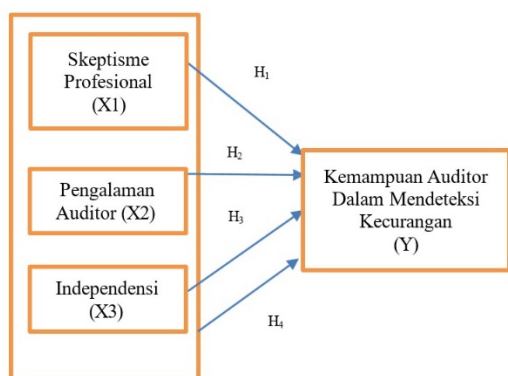 Skeptisme
Profesional
(X1)
H₁
H₂
Pengalaman
Auditor (X2)
Kemampuan Auditor
Dalam Mendeteksi
Kecurangan
(Y)
H₃
Independensi
(X3)
H₄